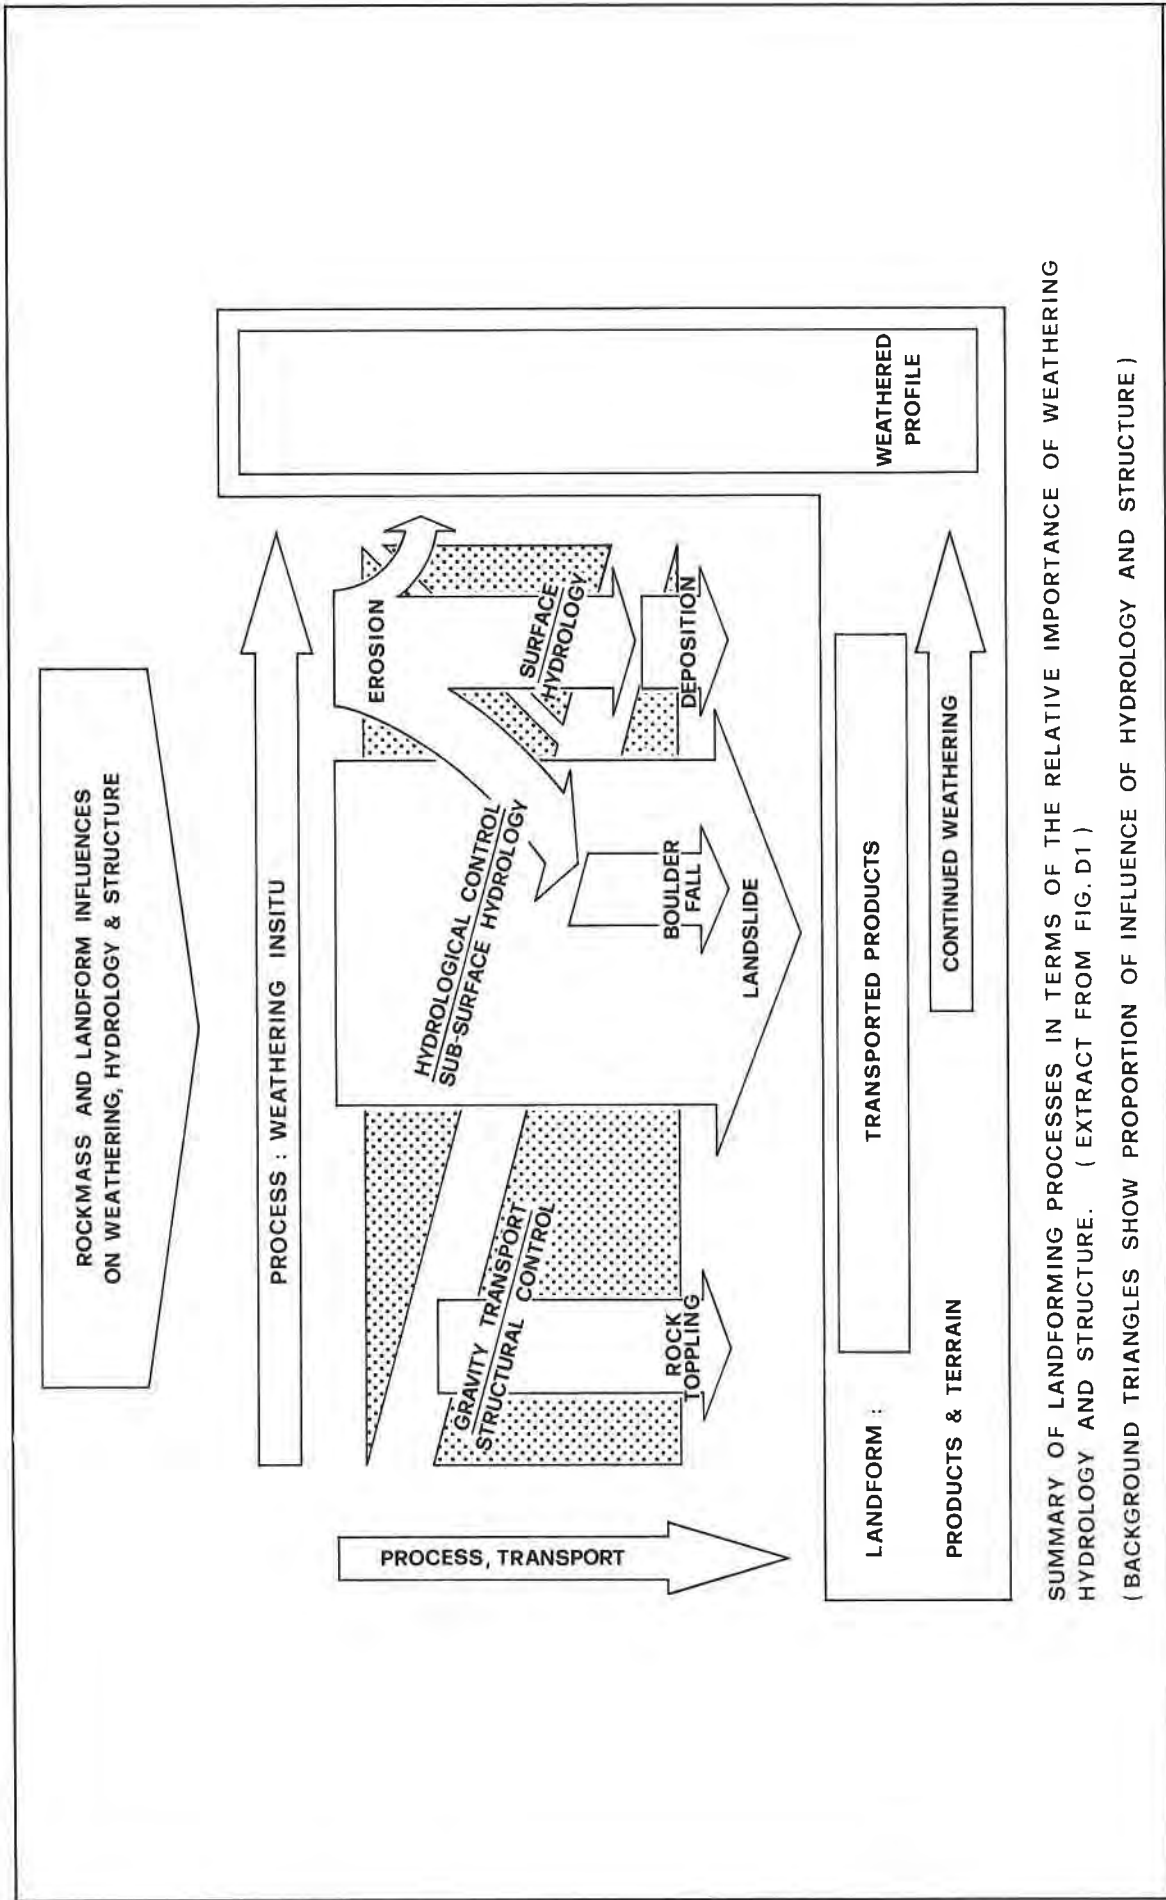 ROCKMASS AND LANDFORM INFLUENCES
ON WEATHERING, HYDROLOGY & STRUCTURE
PROCESS : WEATHERING INSITU
PROCESS, TRANSPORT
GRAVITY TRANSPORT
STRUCTURAL CONTROL
ROCK
TOPPLING
HYDROLOGICAL CONTROL
SUB-SURFACE HYDROLOGY
BOULDER
FALL
LANDSLIDE
EROSION
SURFACE
HYDROLOGY
DEPOSITION
WEATHERED
PROFILE
LANDFORM :
TRANSPORTED PRODUCTS
PRODUCTS & TERRAIN
CONTINUED WEATHERING
SUMMARY OF LANDFORMING PROCESSES IN TERMS OF THE RELATIVE IMPORTANCE OF WEATHERING
HYDROLOGY AND STRUCTURE. ( EXTRACT FROM FIG. D1 )
( BACKGROUND TRIANGLES SHOW PROPORTION OF INFLUENCE OF HYDROLOGY AND STRUCTURE )